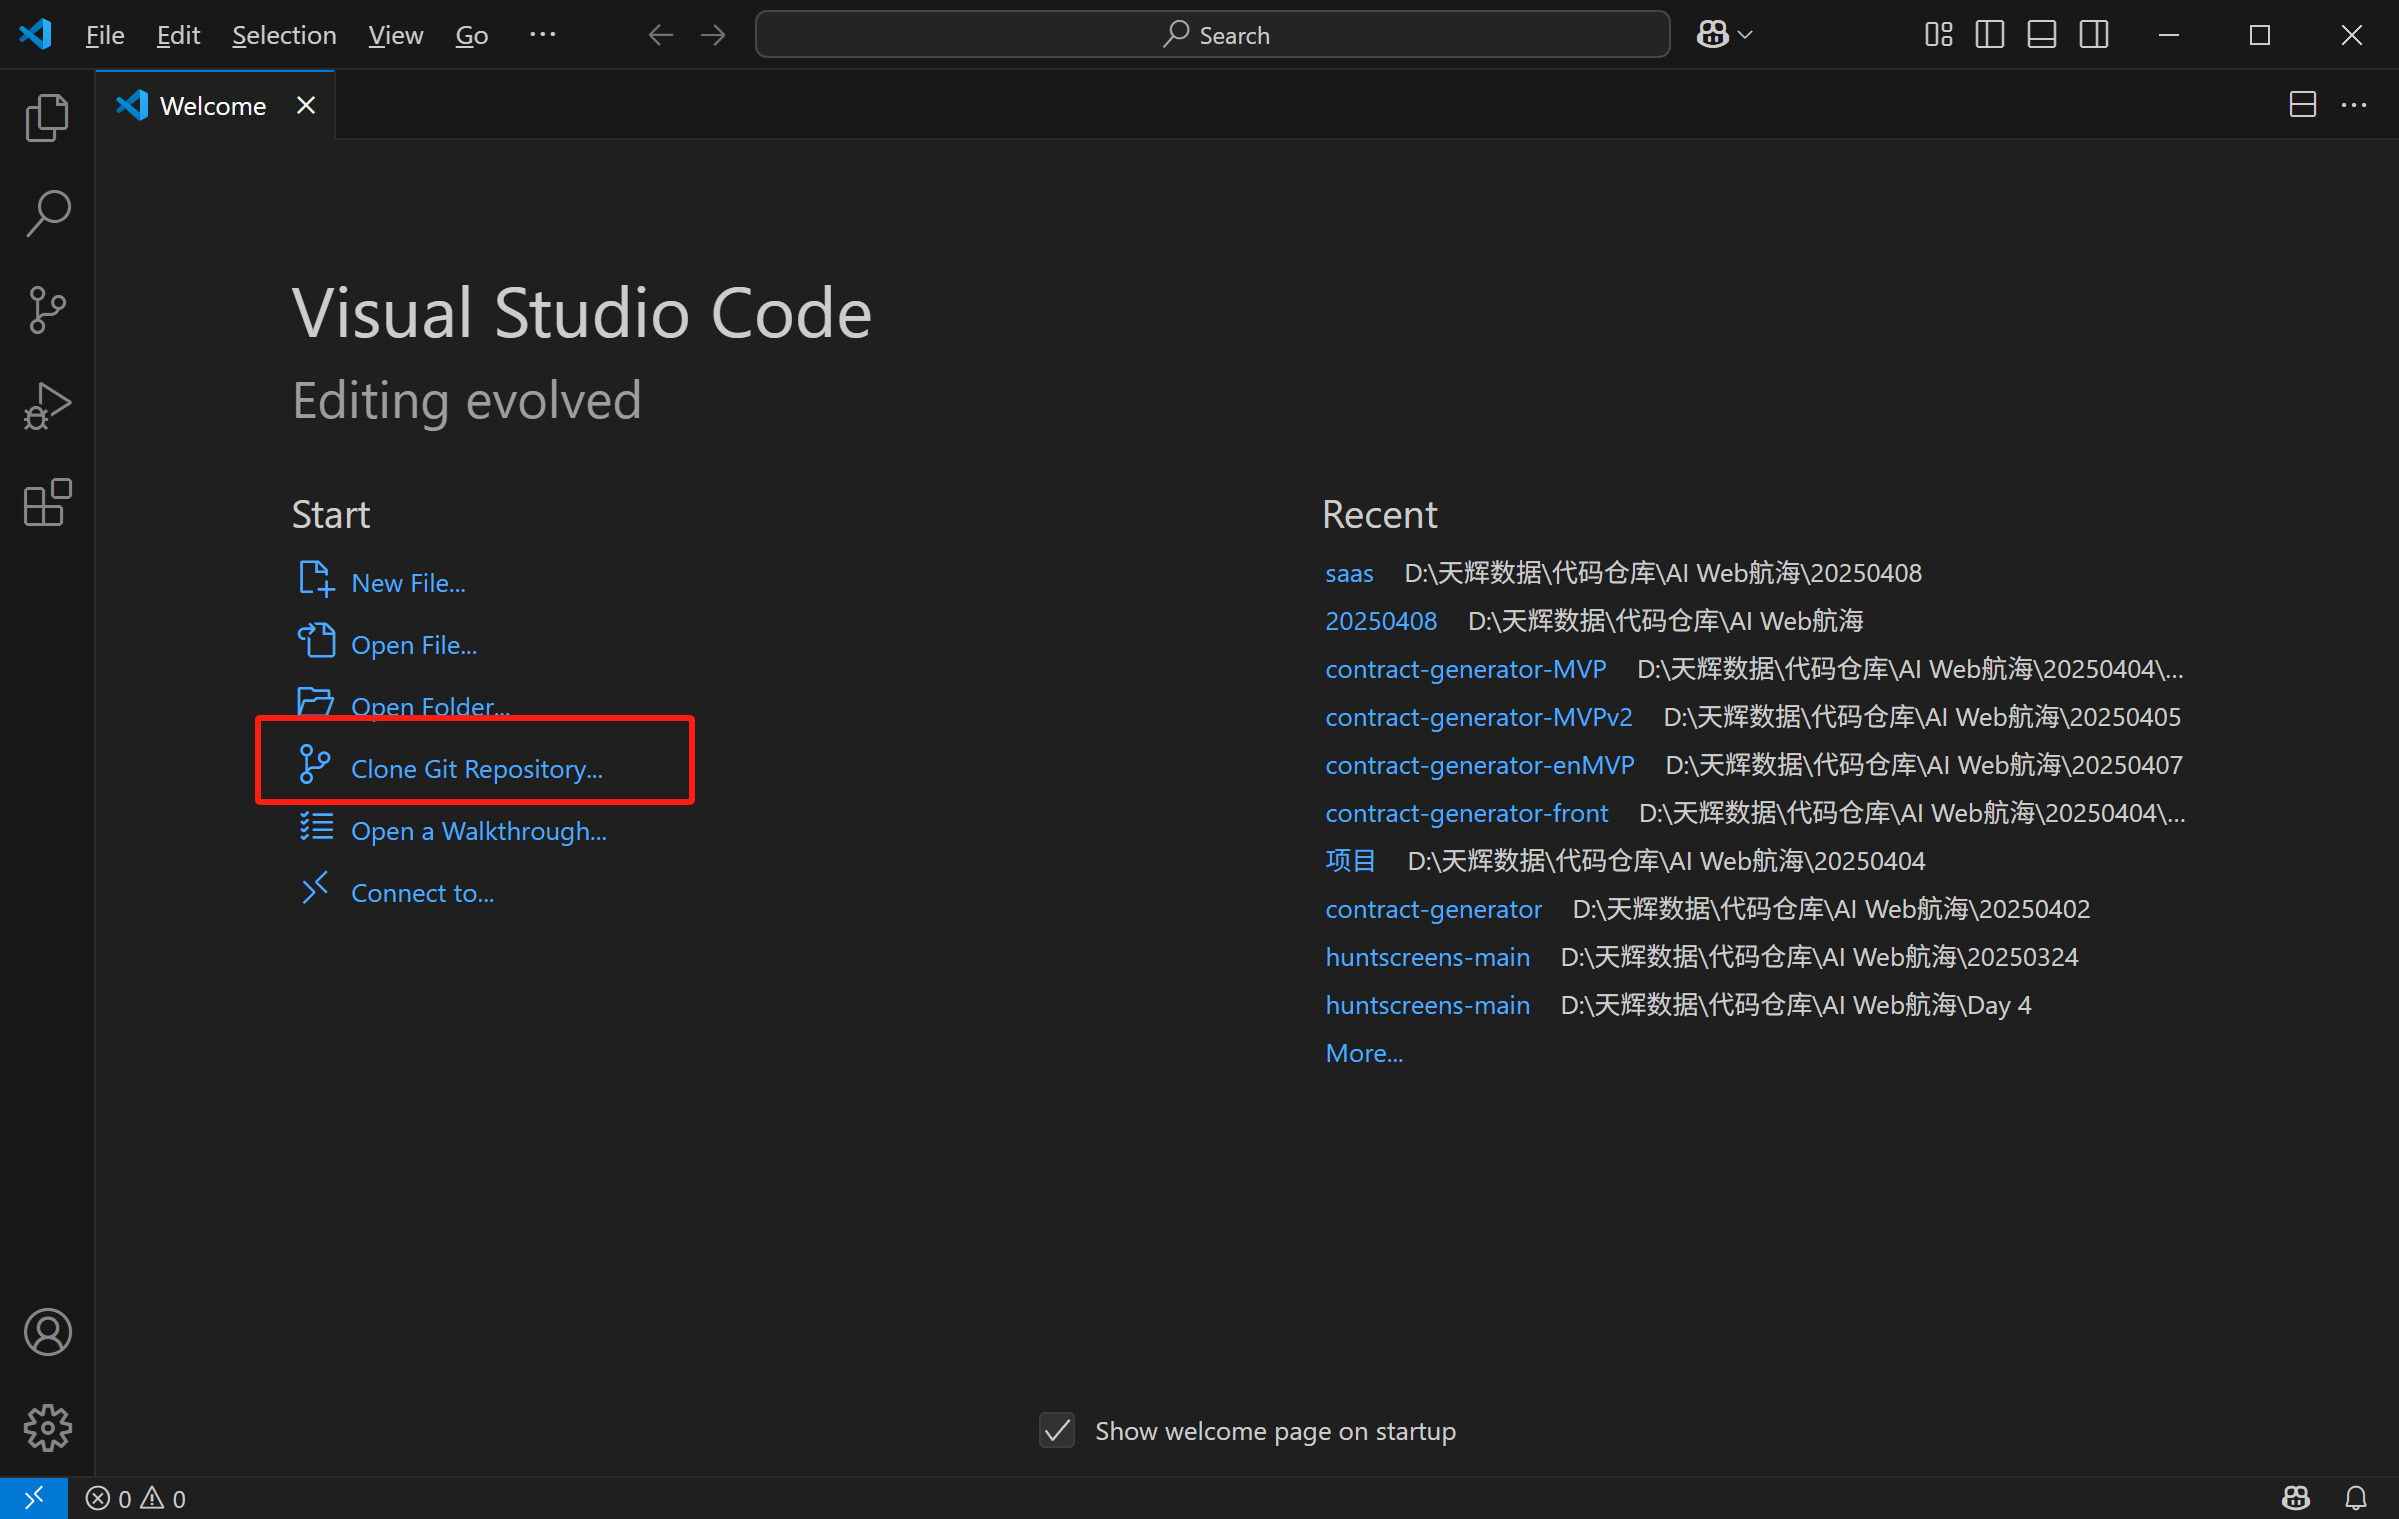 File Edit Selection View Go ··· Search
Welcome
Visual Studio Code
Editing evolved
Start
New File...
Open File...
Open Folder...
Clone Git Repository...
Open a Walkthrough...
Connect to...
Recent
saas D:\天辉数据\代码仓库\AI Web航海\20250408
20250408 D:\天辉数据\代码仓库\AI Web航海
contract-generator-MVP D:\天辉数据\代码仓库\AI Web航海\20250404\...
contract-generator-MVPv2 D:\天辉数据\代码仓库\AI Web航海\20250405
contract-generator-enMVP D:\天辉数据\代码仓库\AI Web航海\20250407
contract-generator-front D:\天辉数据\代码仓库\AI Web航海\20250404\...
项目 D:\天辉数据\代码仓库\AI Web航海\20250404
contract-generator D:\天辉数据\代码仓库\AI Web航海\20250402
huntscreens-main D:\天辉数据\代码仓库\AI Web航海\20250324
huntscreens-main D:\天辉数据\代码仓库\AI Web航海\Day 4
More...
Show welcome page on startup
0 0